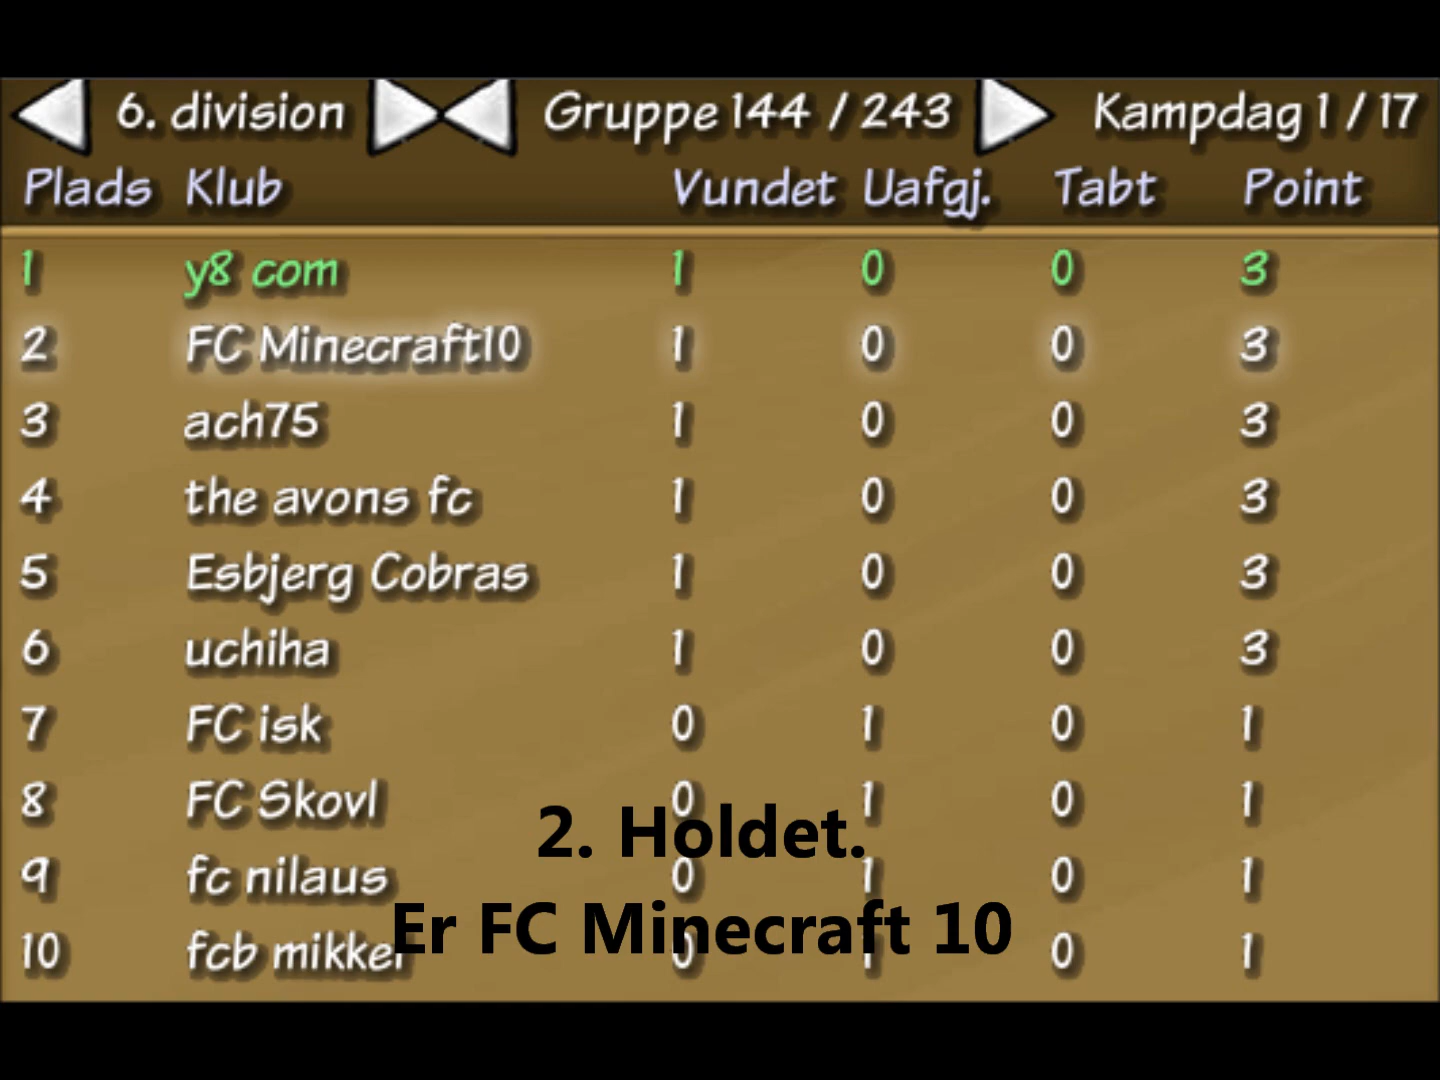 6. division Gruppe 144 / 243 Kampdag 1 / 17
Plads Klub Vundet Uafgj. Tabt Point
1 y8 com 1 0 0 3
2 FC Minecraft10 1 0 0 3
3 ach75 1 0 0 3
4 the avons fc 1 0 0 3
5 Esbjerg Cobras 1 0 0 3
6 uchiha 1 0 0 3
7 FC isk 0 1 0 1
8 FC Skovl 0 1 0 1
2. Holdet.
9 fc nilaus 0 1 0 1
Er FC Minecraft 10
10 fcb mikkel 0 1 0 1